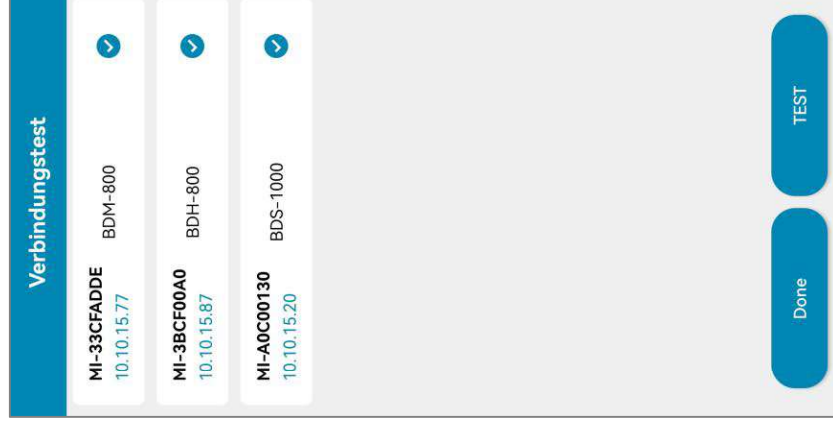 Verbindungstest
MI-33CFADDE BDM-800
10.10.15.77
MI-3BCF00A0 BDH-800
10.10.15.87
MI-A0C00130 BDS-1000
10.10.15.20
Done TEST